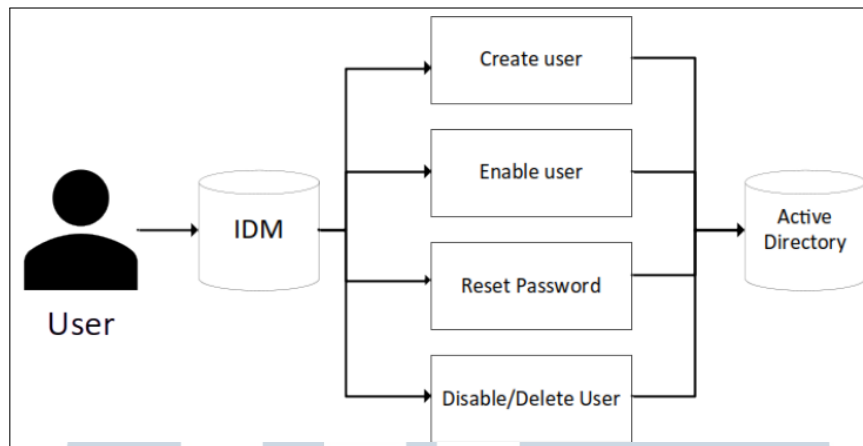 Create user
Enable user
IDM
Active
Directory
Reset Password
User
Disable/Delete User